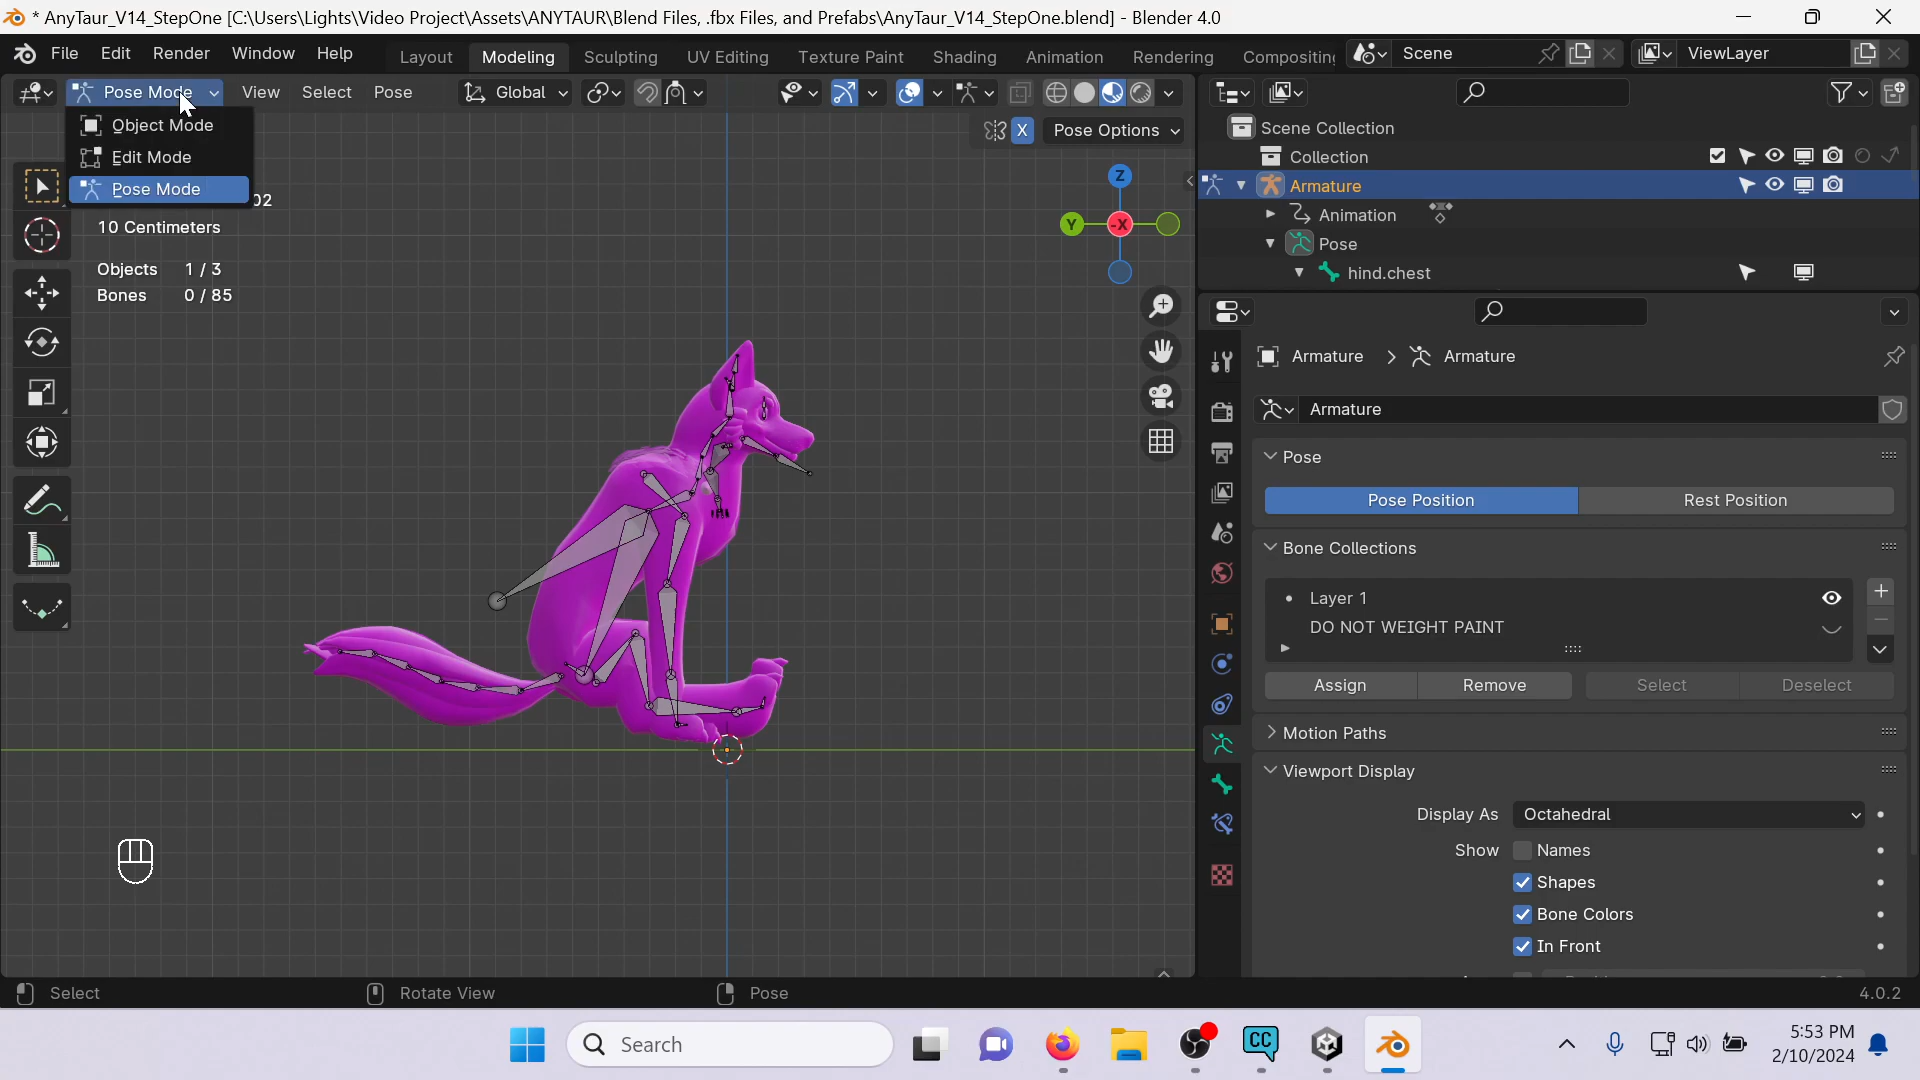 * AnyTaur_V14_StepOne [C:\Users\Lights\Video Project\Assets\ANYTAUR\Blend Files, .fbx Files, and Prefabs\AnyTaur_V14_StepOne.blend] - Blender 4.0
File Edit Render Window Help Layout Modeling Sculpting UV Editing Texture Paint Shading Animation Rendering Compositing Scene ViewLayer
Pose Mode View Select Pose Global
Object Mode
Edit Mode
Pose Mode
02
10 Centimeters
Objects 1 / 3
Bones 0 / 85
X Pose Options
Z
Y -X
Scene Collection
Collection
Armature
Animation
Pose
hind.chest
Armature > Armature
Armature
Pose
Pose Position Rest Position
Bone Collections
Layer 1
DO NOT WEIGHT PAINT
Assign Remove Select Deselect
Motion Paths
Viewport Display
Display As Octahedral
Show Names
Shapes
Bone Colors
In Front
Select Rotate View Pose 4.0.2
Search
CC
5:53 PM
2/10/2024